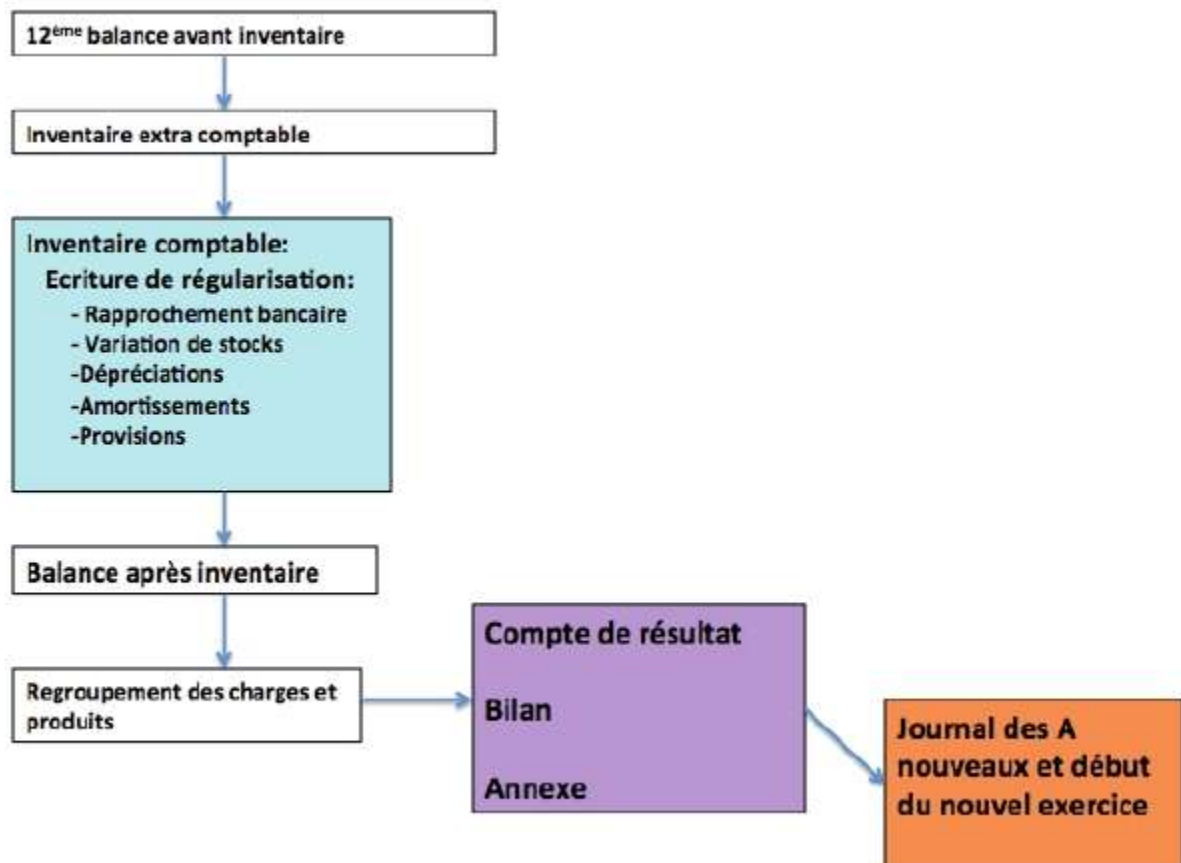 12ème balance avant inventaire
Inventaire extra comptable
Inventaire comptable:
Ecriture de régularisation:
- Rapprochement bancaire
- Variation de stocks
-Dépréciations
-Amortissements
-Provisions
Balance après inventaire
Regroupement des charges et
produits
Compte de résultat
Bilan
Annexe
Journal des A
nouveaux et début
du nouvel exercice